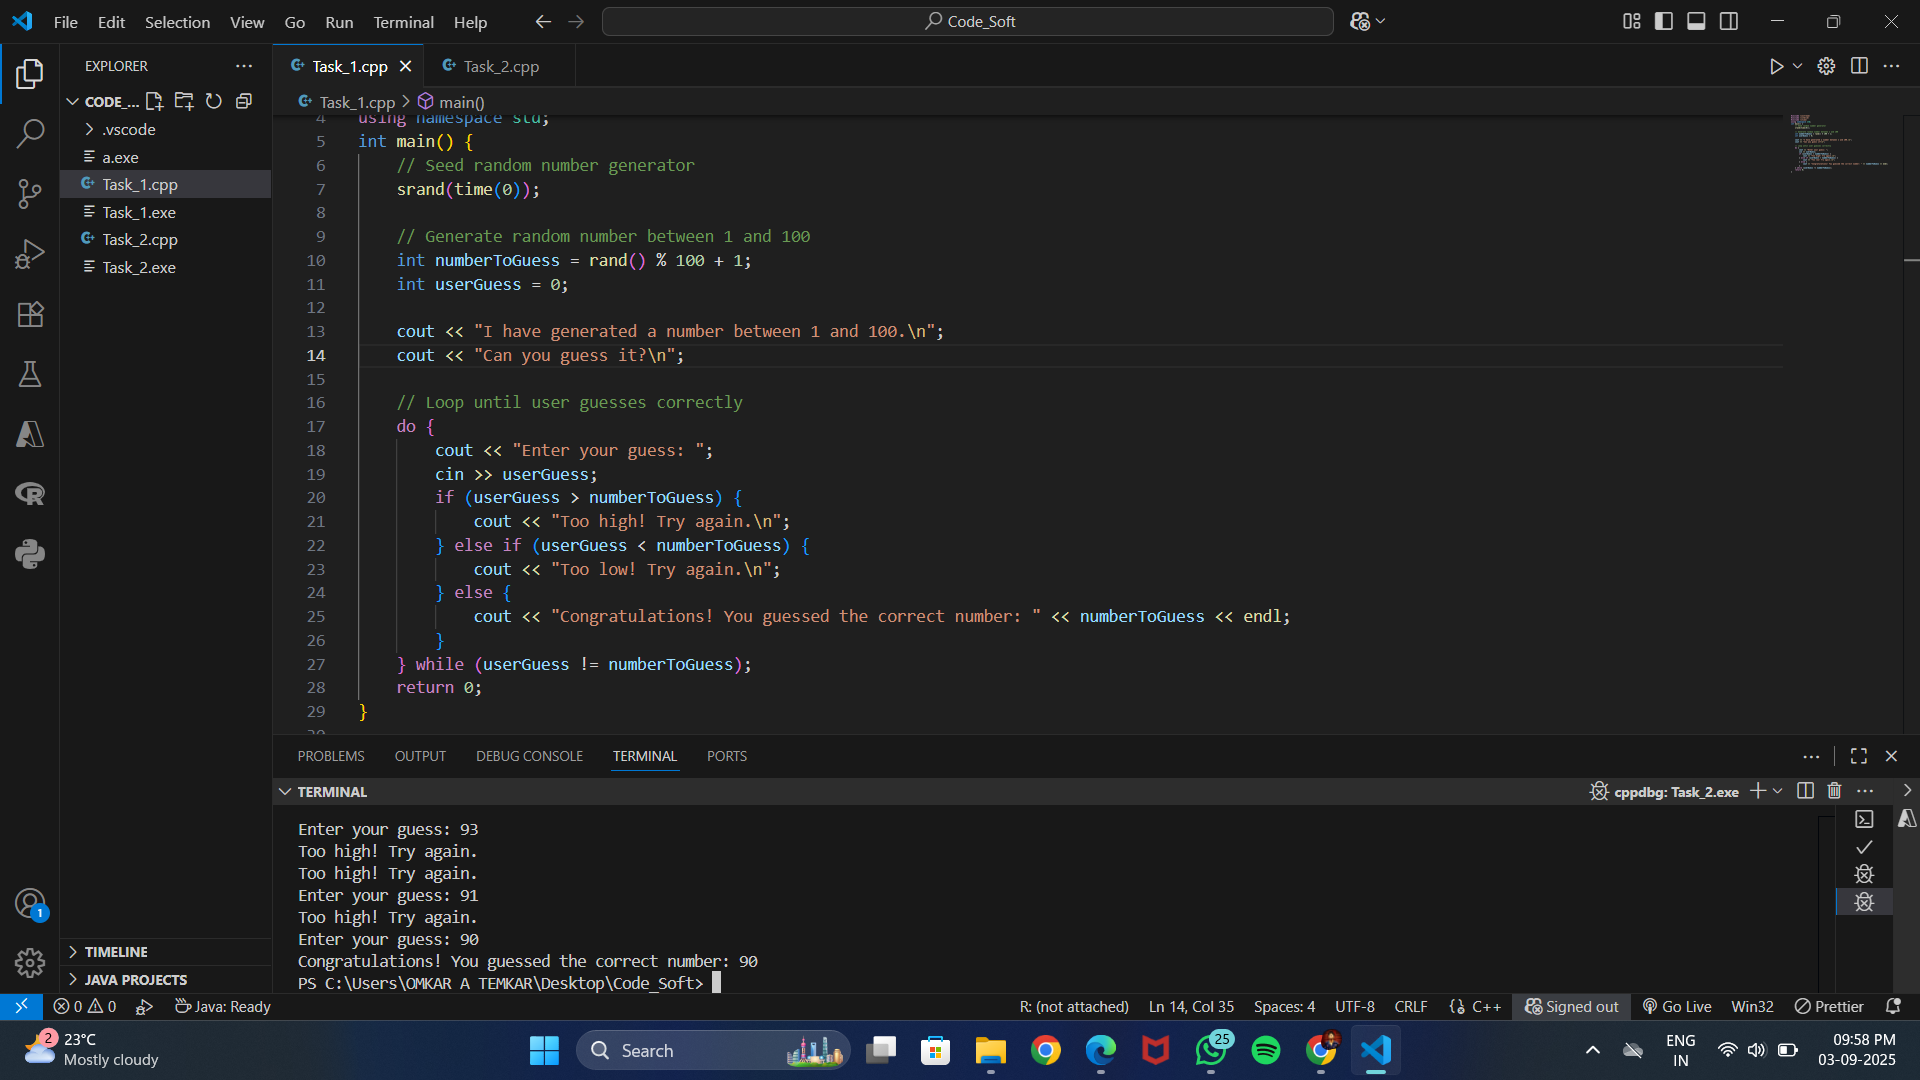 File Edit Selection View Go Run Terminal Help
Code_Soft
EXPLORER
CODE_...
.vscode
a.exe
Task_1.cpp
Task_1.exe
Task_2.cpp
Task_2.exe
TIMELINE
JAVA PROJECTS
Task_1.cpp
Task_2.cpp
Task_1.cpp > main()
4 using namespace std;
5 int main() {
6 // Seed random number generator
7 srand(time(0));
8
9 // Generate random number between 1 and 100
10 int numberToGuess = rand() % 100 + 1;
11 int userGuess = 0;
12
13 cout << "I have generated a number between 1 and 100.\n";
14 cout << "Can you guess it?\n";
15
16 // Loop until user guesses correctly
17 do {
18 cout << "Enter your guess: ";
19 cin >> userGuess;
20 if (userGuess > numberToGuess) {
21 cout << "Too high! Try again.\n";
22 } else if (userGuess < numberToGuess) {
23 cout << "Too low! Try again.\n";
24 } else {
25 cout << "Congratulations! You guessed the correct number: " << numberToGuess << endl;
26 }
27 } while (userGuess != numberToGuess);
28 return 0;
29 }
PROBLEMS OUTPUT DEBUG CONSOLE TERMINAL PORTS
TERMINAL
cppdbg: Task_2.exe
Enter your guess: 93
Too high! Try again.
Too high! Try again.
Enter your guess: 91
Too high! Try again.
Enter your guess: 90
Congratulations! You guessed the correct number: 90
PS C:\Users\OMKAR A TEMKAR\Desktop\Code_Soft>
1
0 0 Java: Ready
R: (not attached) Ln 14, Col 35 Spaces: 4 UTF-8 CRLF C++ Signed out Go Live Win32 Prettier
2
23°C
Mostly cloudy
Search
25
ENG
IN
09:58 PM
03-09-2025